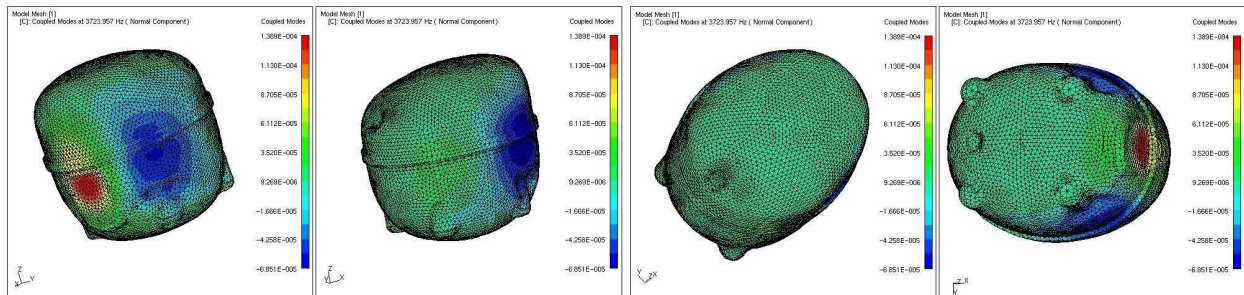 Model Mesh [1]
[C]: Coupled Modes at 3723.957 Hz ( Normal Component)
Coupled Modes
1.389E-004
1.130E-004
8.705E-005
6.112E-005
3.520E-005
9.269E-006
-1.666E-005
-4.258E-005
-6.851E-005
Z
X
Y
Model Mesh [1]
[C]: Coupled Modes at 3723.957 Hz ( Normal Component)
Coupled Modes
1.389E-004
1.130E-004
8.705E-005
6.112E-005
3.520E-005
9.269E-006
-1.666E-005
-4.258E-005
-6.851E-005
Z
Y
X
Model Mesh [1]
[C]: Coupled Modes at 3723.957 Hz ( Normal Component)
Coupled Modes
1.389E-004
1.130E-004
8.705E-005
6.112E-005
3.520E-005
9.269E-006
-1.666E-005
-4.258E-005
-6.851E-005
Y
Z
X
Model Mesh [1]
[C]: Coupled Modes at 3723.957 Hz ( Normal Component)
Coupled Modes
1.389E-004
1.130E-004
8.705E-005
6.112E-005
3.520E-005
9.269E-006
-1.666E-005
-4.258E-005
-6.851E-005
Z
X
Y